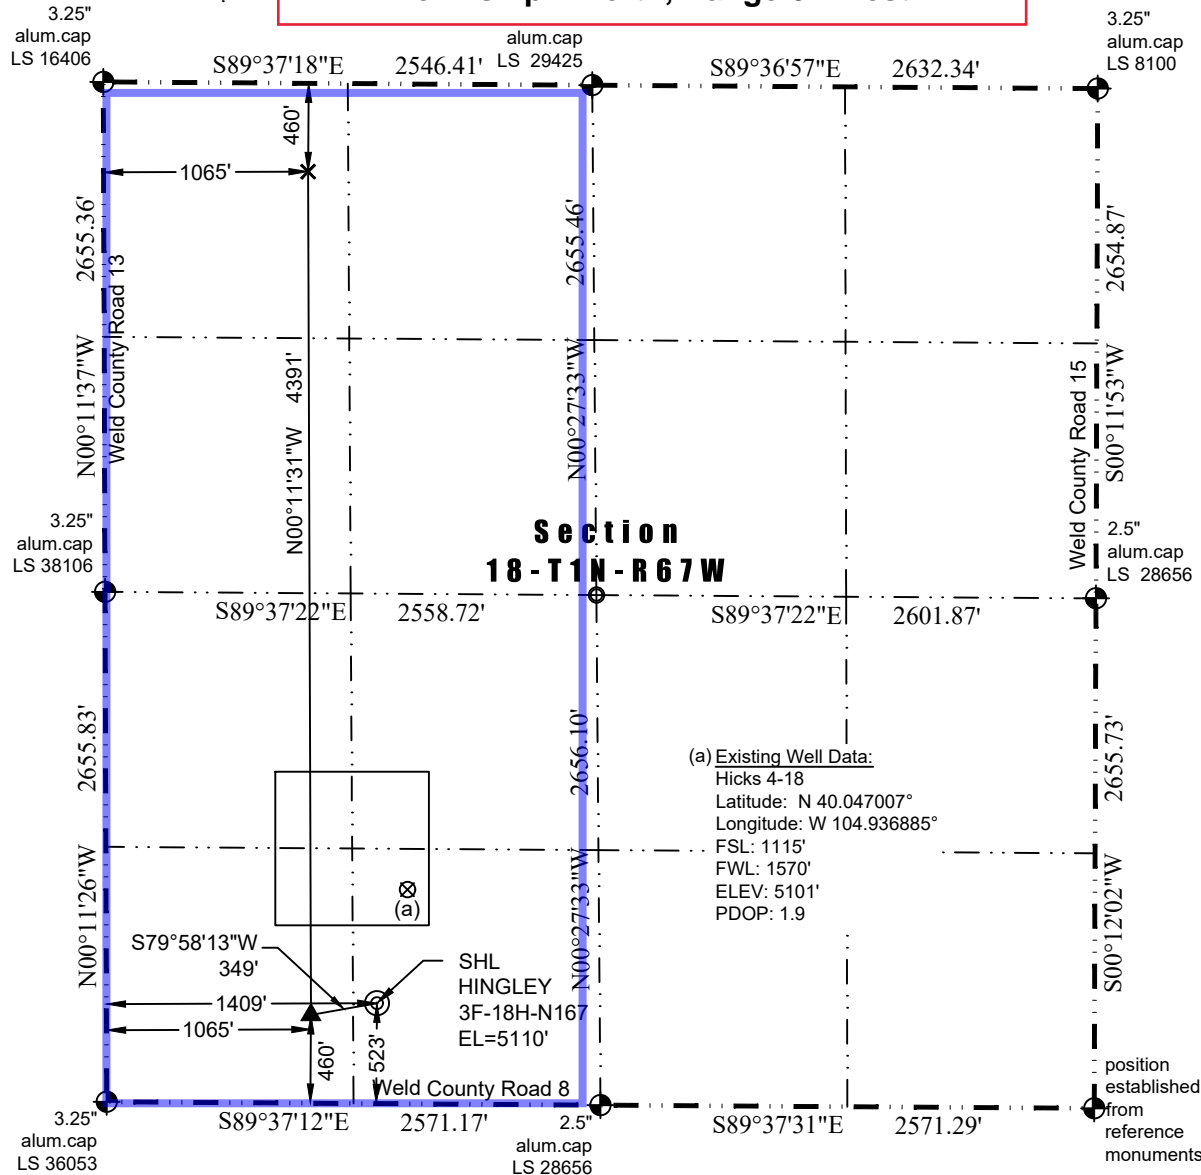 3.25"
alum.cap
LS 16406
alum.cap
LS 29425
3.25"
alum.cap
LS 8100
S89°37'18"E 2546.41'
S89°36'57"E 2632.34'
460'
1065'
2655.36'
N00°11'37"W
Weld County Road 13
N00°11'31"W 4391'
2655.46'
N00°27'33"W
2654.87'
S00°11'53"W
Weld County Road 15
3.25"
alum.cap
LS 38106
Section
18-T1N-R67W
2.5"
alum.cap
LS 28656
S89°37'22"E 2558.72'
S89°37'22"E 2601.87'
2655.83'
N00°11'26"W
2656.10'
N00°27'33"W
2655.73'
S00°12'02"W
(a) Existing Well Data:
Hicks 4-18
Latitude: N 40.047007°
Longitude: W 104.936885°
FSL: 1115'
FWL: 1570'
ELEV: 5101'
PDOP: 1.9
(a)
S79°58'13"W
349'
1409'
1065'
460'
523'
SHL
HINGLEY
3F-18H-N167
EL=5110'
Weld County Road 8
3.25"
alum.cap
LS 36053
S89°37'12"E 2571.17'
2.5"
alum.cap
LS 28656
S89°37'31"E 2571.29'
position
established
from
reference
monuments